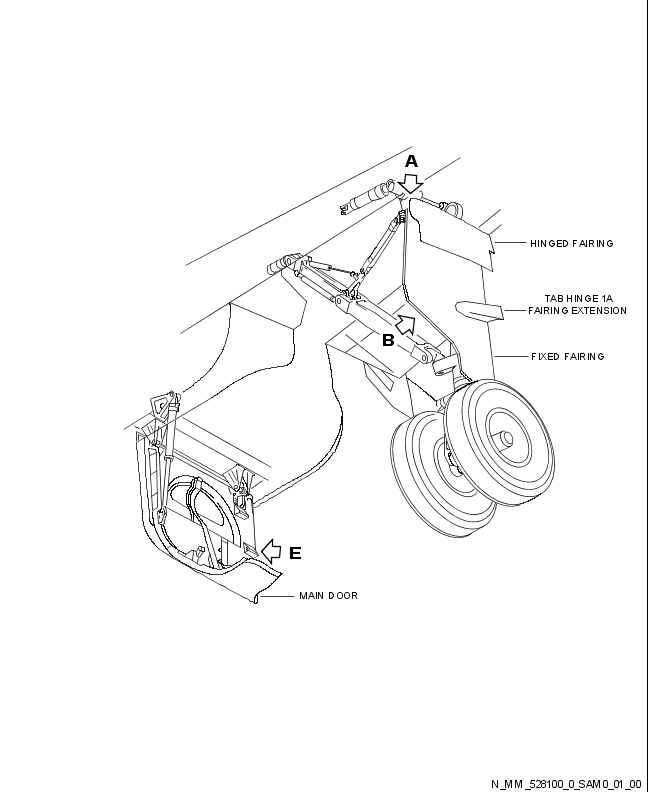 A
HINGED FAIRING
TAB HINGE 1A
FAIRING EXTENSION
B
FIXED FAIRING
E
MAIN DOOR
N_MM_528100_0_SAM0_01_00